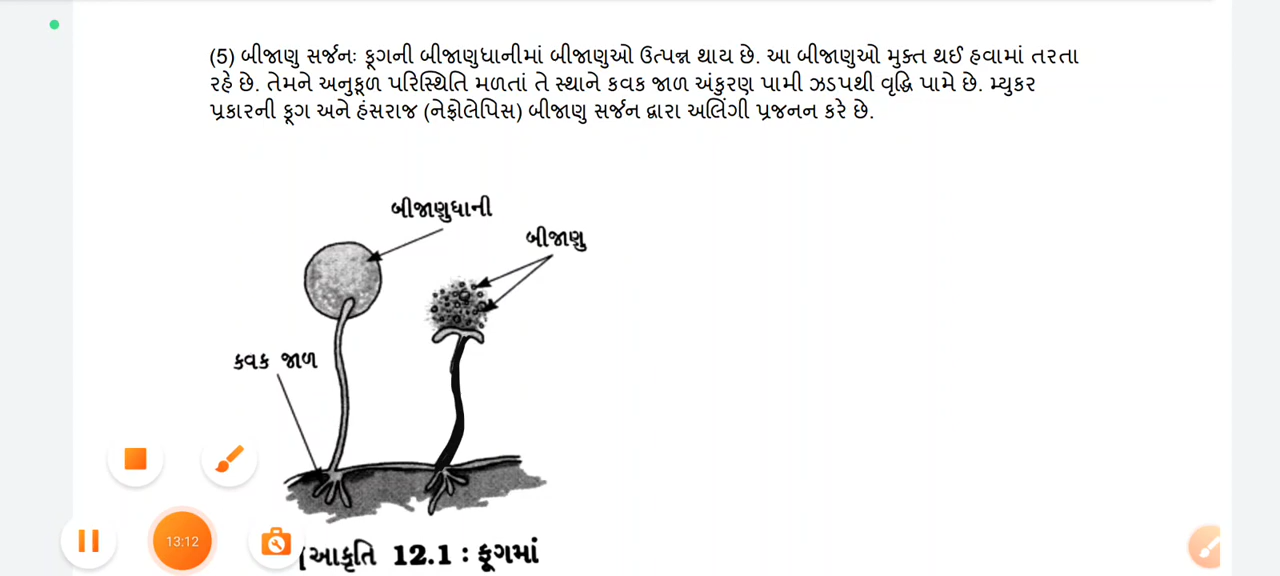 (5) બીજાણુ સર્જનઃ ફૂગની બીજાણુધાનીમાં બીજાણુઓ ઉત્પન્ન થાય છે. આ બીજાણુઓ મુક્ત થઈ હવામાં તરતા
રહે છે. તેમને અનુકૂળ પરિસ્થિતિ મળતાં તે સ્થાને કવક જાળ અંકુરણ પામી ઝડપથી વૃદ્ધિ પામે છે. મ્યુકર
પ્રકારની ફૂગ અને હંસરાજ (નેફ્રોલેપિસ) બીજાણુ સર્જન દ્વારા અલિંગી પ્રજનન કરે છે.
બીજાણુધાની
બીજાણુ
કવક જાળ
13:12
(આકૃતિ 12.1 : ફૂગમાં